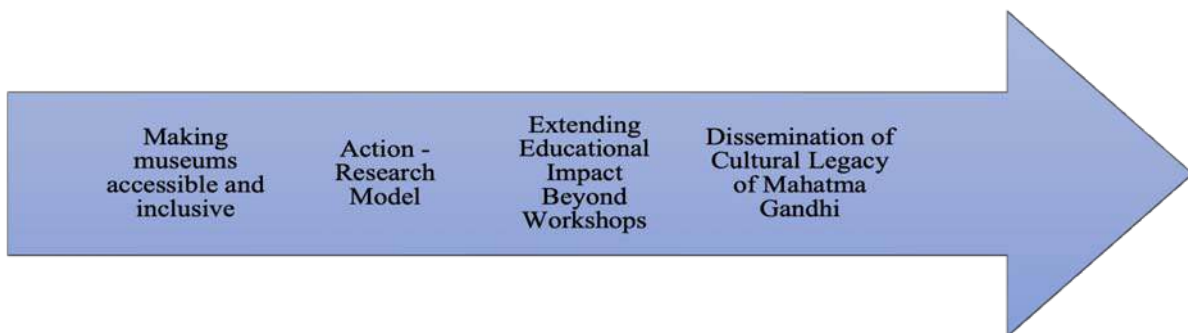 Making
museums
accessible and
inclusive
Action -
Research
Model
Extending
Educational
Impact
Beyond
Workshops
Dissemination of
Cultural Legacy
of Mahatma
Gandhi